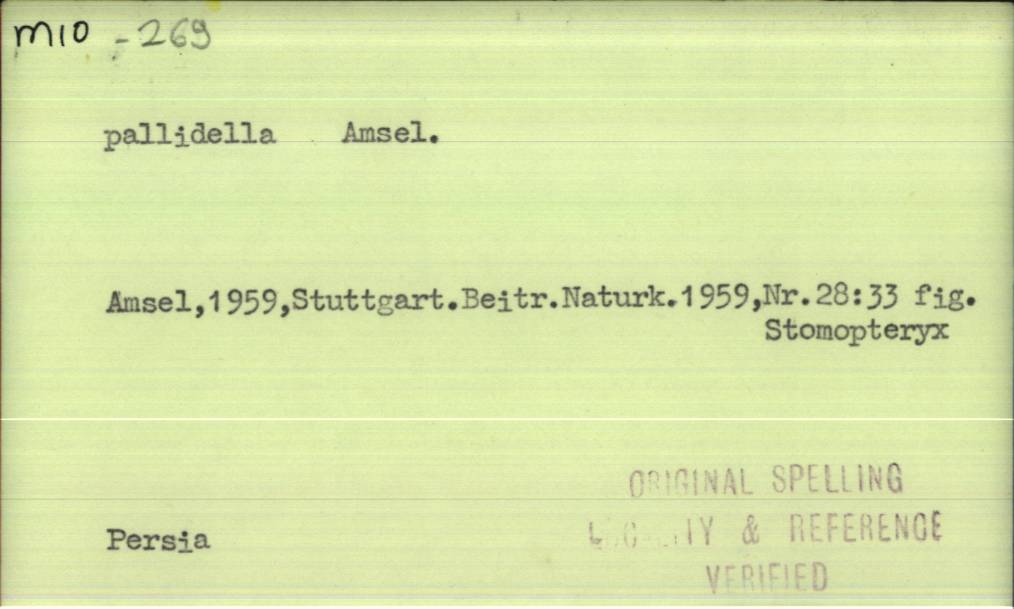 m10 - 269
pallidella Amsel.
Amsel,1959,Stuttgart.Beitr.Naturk.1959,Nr.28:33 fig.
Stomopteryx
ORIGINAL SPELLING
LOCALITY & REFERENCE
VERIFIED
Persia